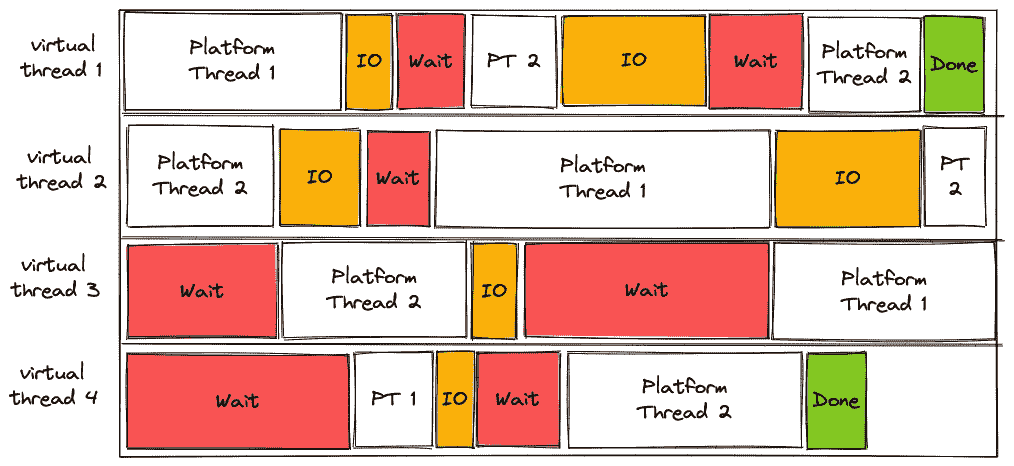 virtual
thread 1
Platform
Thread 1
IO
Wait
PT 2
IO
Wait
Platform
Thread 2
Done
virtual
thread 2
Platform
Thread 2
IO
Wait
Platform
Thread 1
IO
PT
2
virtual
thread 3
Wait
Platform
Thread 2
IO
Wait
Platform
Thread 1
virtual
thread 4
Wait
PT 1
IO
Wait
Platform
Thread 2
Done